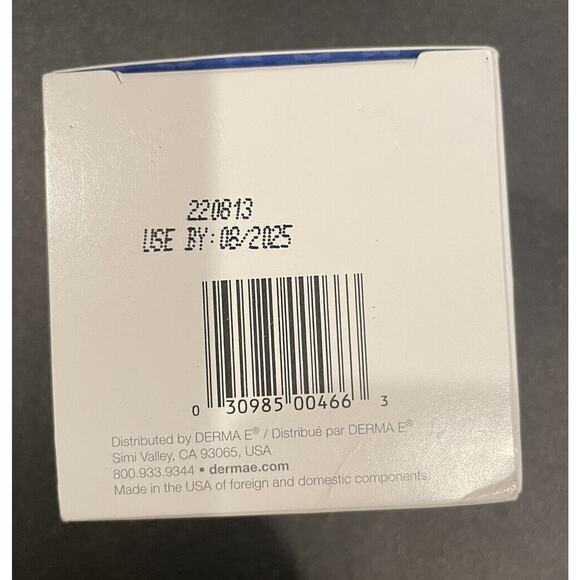 220813
USE BY: 08/2025
0 30985 00466 3
Distributed by DERMA E® / Distribué par DERMA E®
Simi Valley, CA 93065, USA
800.933.9344 • dermae.com
Made in the USA of foreign and domestic components.